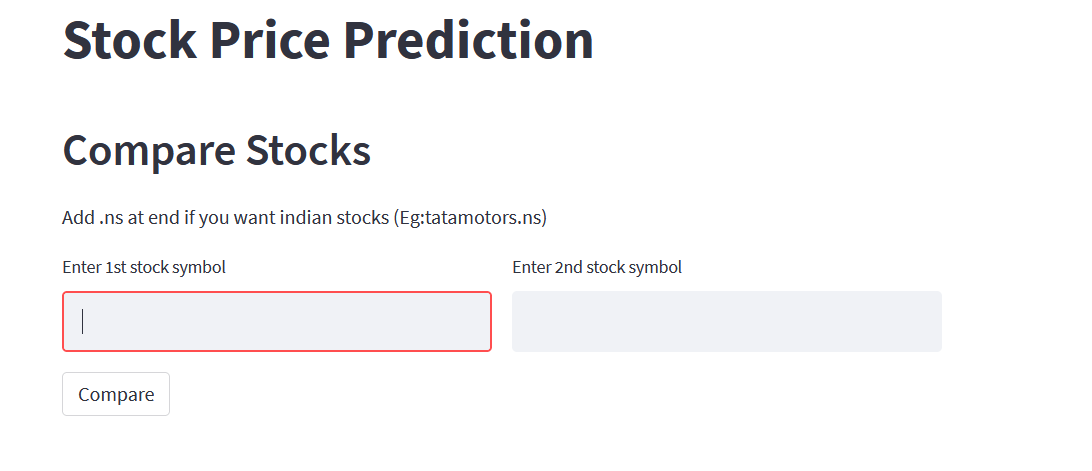 Stock Price Prediction
Compare Stocks
Add .ns at end if you want indian stocks (Eg:tatamotors.ns)
Enter 1st stock symbol
Enter 2nd stock symbol
Compare